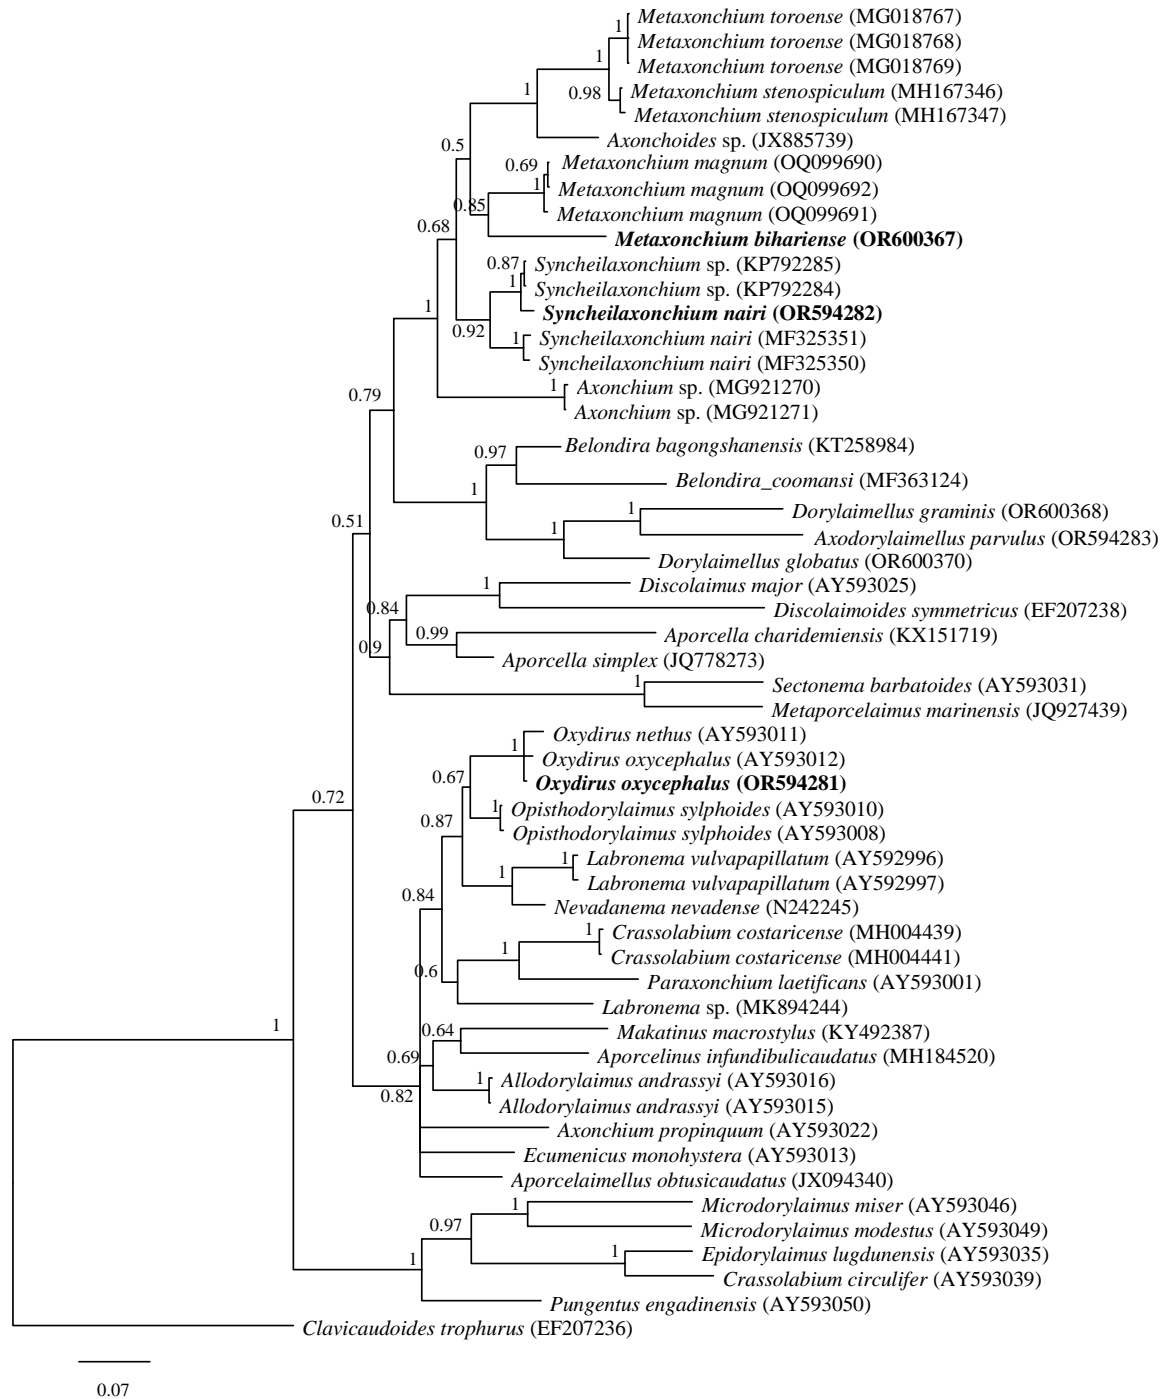 Metaxonchium toroense (MG018767)
1
Metaxonchium toroense (MG018768)
1
Metaxonchium toroense (MG018769)
1
0.98
Metaxonchium stenospiculum (MH167346)
Metaxonchium stenospiculum (MH167347)
Axonchoides sp. (JX885739)
0.5
0.69
Metaxonchium magnum (OQ099690)
1
Metaxonchium magnum (OQ099692)
0.85
Metaxonchium magnum (OQ099691)
0.68
Metaxonchium bihariense (OR600367)
0.87
Syncheilaxonchium sp. (KP792285)
1
Syncheilaxonchium sp. (KP792284)
1
Syncheilaxonchium nairi (OR594282)
0.92
1
Syncheilaxonchium nairi (MF325351)
Syncheilaxonchium nairi (MF325350)
0.79
1
Axonchium sp. (MG921270)
Axonchium sp. (MG921271)
0.97
Belondira bagongshanensis (KT258984)
1
Belondira_coomansi (MF363124)
0.51
1
Dorylaimellus graminis (OR600368)
1
Axodorylaimellus parvulus (OR594283)
Dorylaimellus globatus (OR600370)
1
Discolaimus major (AY593025)
0.84
Discolaimoides symmetricus (EF207238)
0.99
Aporcella charidemiensis (KX151719)
0.9
Aporcella simplex (JQ778273)
1
Sectonema barbatoides (AY593031)
Metaporcelaimus marinensis (JQ927439)
Oxydirus nethus (AY593011)
1
Oxydirus oxycephalus (AY593012)
0.67
Oxydirus oxycephalus (OR594281)
0.72
1
Opisthodorylaimus sylphoides (AY593010)
0.87
Opisthodorylaimus sylphoides (AY593008)
1
Labronema vulvapapillatum (AY592996)
1
Labronema vulvapapillatum (AY592997)
0.84
Nevadanema nevadense (N242245)
1
Crassolabium costaricense (MH004439)
1
Crassolabium costaricense (MH004441)
0.6
Paraxonchium laetificans (AY593001)
Labronema sp. (MK894244)
1
0.64
Makatinus macrostylus (KY492387)
0.69
Aporcelinus infundibulicaudatus (MH184520)
1
Allodorylaimus andrassyi (AY593016)
0.82
Allodorylaimus andrassyi (AY593015)
Axonchium propinquum (AY593022)
Ecumenicus monohystera (AY593013)
Aporcelaimellus obtusicaudatus (JX094340)
1
Microdorylaimus miser (AY593046)
0.97
Microdorylaimus modestus (AY593049)
1
1
Epidorylaimus lugdunensis (AY593035)
Crassolabium circulifer (AY593039)
Pungentus engadinensis (AY593050)
Clavicaudoides trophurus (EF207236)
0.07